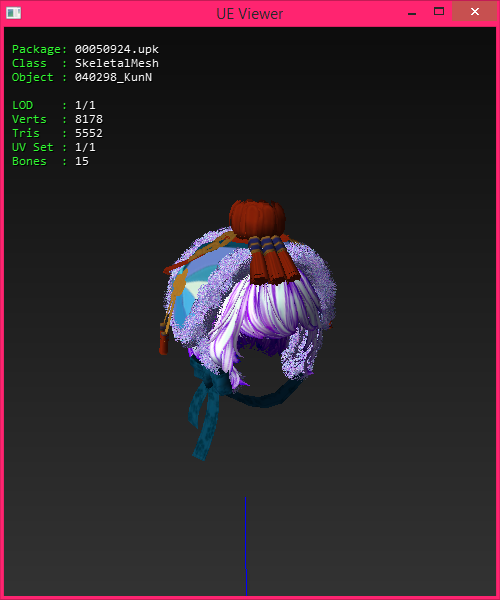 UE Viewer
Package: 00050924.upk
Class  : SkeletalMesh
Object : 040298_KunN
LOD    : 1/1
Verts  : 8178
Tris   : 5552
UV Set : 1/1
Bones  : 15